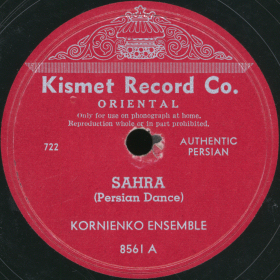 Kismet Record Co.
ORIENTAL
Only for use on phonograph at home.
Reproduction whole or in part prohibited.
722
AUTHENTIC
PERSIAN
SAHRA
(Persian Dance)
KORNIENKO ENSEMBLE
8561 A